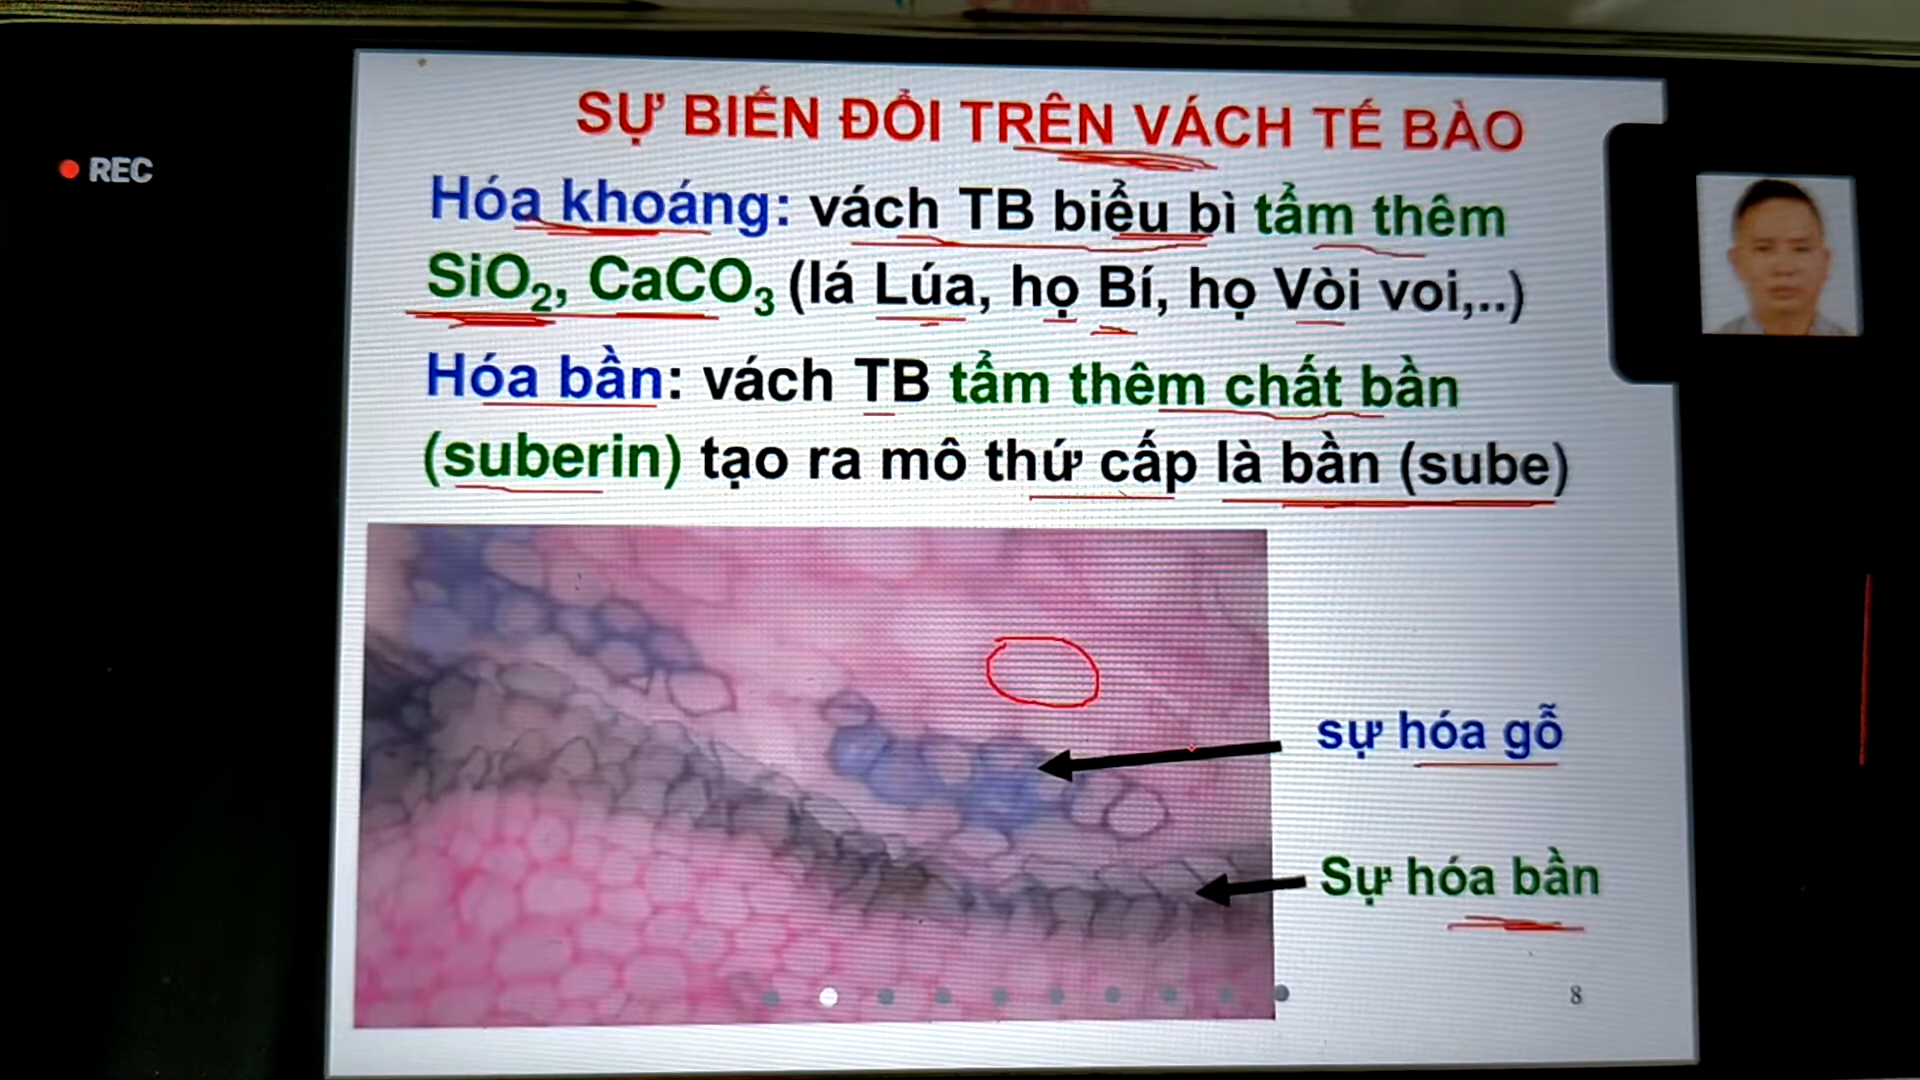 SỰ BIẾN ĐỔI TRÊN VÁCH TẾ BÀO
REC
Hóa khoáng: vách TB biểu bì tẩm thêm
SiO₂, CaCO₃ (lá Lúa, họ Bí, họ Vòi voi,..)
Hóa bần: vách TB tẩm thêm chất bần
(suberin) tạo ra mô thứ cấp là bần (sube)
sự hóa gỗ
Sự hóa bần
8